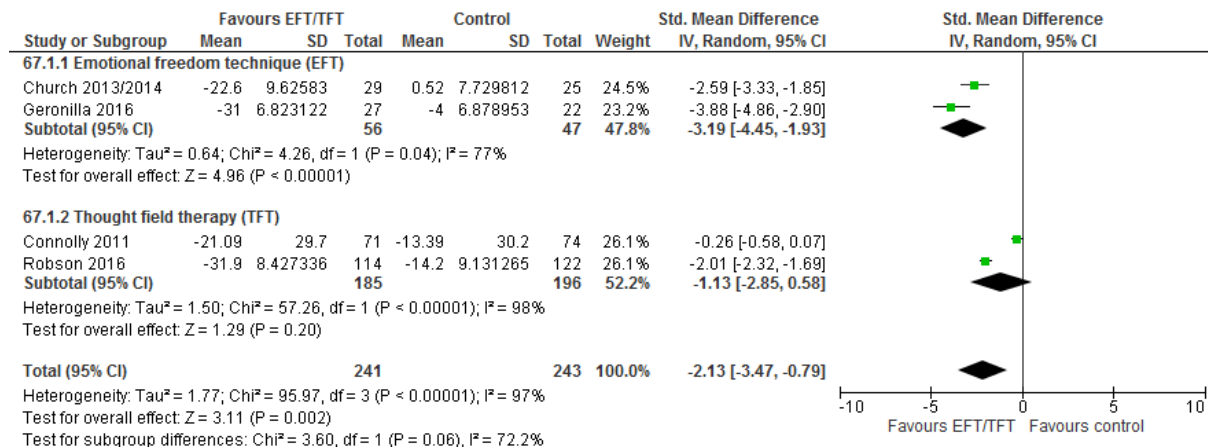 Favours EFT/TFT Control Std. Mean Difference Std. Mean Difference
Study or Subgroup Mean SD Total Mean SD Total Weight IV, Random, 95% CI IV, Random, 95% CI
67.1.1 Emotional freedom technique (EFT)
Church 2013/2014 -22.6 9.62583 29 0.52 7.729812 25 24.5% -2.59 [-3.33, -1.85]
Geronilla 2016 -31 6.823122 27 -4 6.878953 22 23.2% -3.88 [-4.86, -2.90]
Subtotal (95% CI) 56 47 47.8% -3.19 [-4.45, -1.93]
Heterogeneity: Tau² = 0.64; Chi² = 4.26, df = 1 (P = 0.04); I² = 77%
Test for overall effect: Z = 4.96 (P < 0.00001)
67.1.2 Thought field therapy (TFT)
Connolly 2011 -21.09 29.7 71 -13.39 30.2 74 26.1% -0.26 [-0.58, 0.07]
Robson 2016 -31.9 8.427336 114 -14.2 9.131265 122 26.1% -2.01 [-2.32, -1.69]
Subtotal (95% CI) 185 196 52.2% -1.13 [-2.85, 0.58]
Heterogeneity: Tau² = 1.50; Chi² = 57.26, df = 1 (P < 0.00001); I² = 98%
Test for overall effect: Z = 1.29 (P = 0.20)
Total (95% CI) 241 243 100.0% -2.13 [-3.47, -0.79]
Heterogeneity: Tau² = 1.77; Chi² = 95.97, df = 3 (P < 0.00001); I² = 97%
Test for overall effect: Z = 3.11 (P = 0.002)
Test for subgroup differences: Chi² = 3.60, df = 1 (P = 0.06), I² = 72.2%
-10 -5 0 5 10
Favours EFT/TFT Favours control